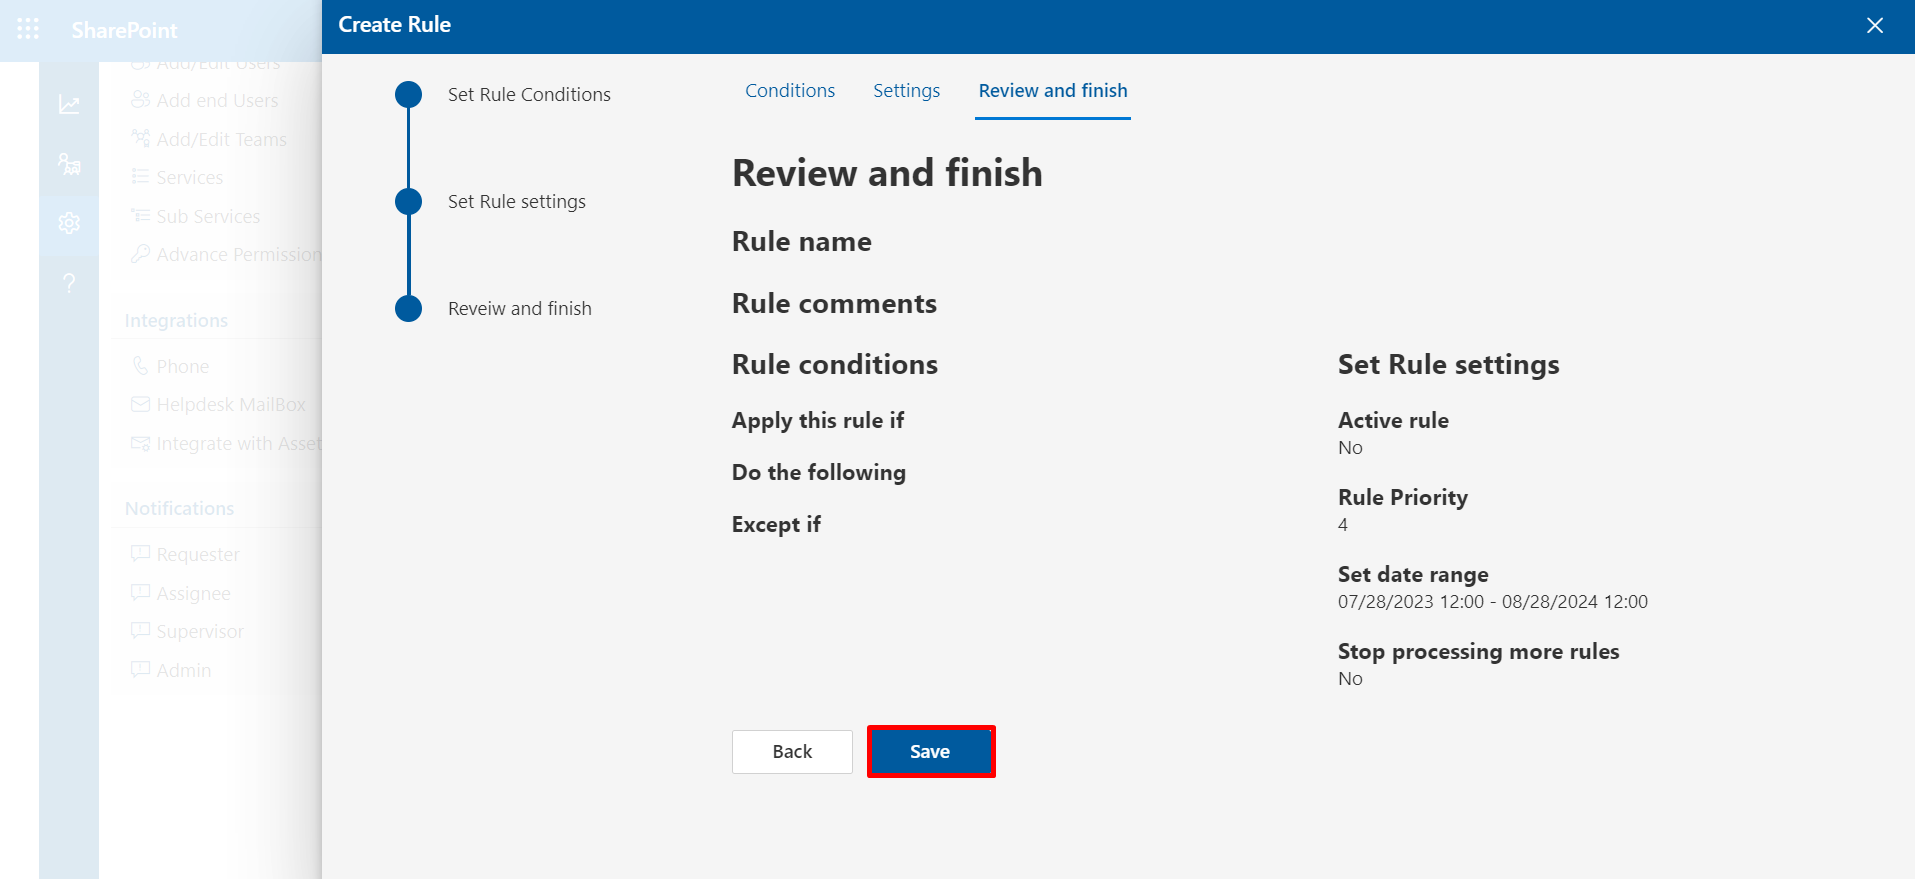 SharePoint
Create Rule
Add/Edit Users
Add end Users
Add/Edit Teams
Services
Sub Services
Advance Permission
Integrations
Phone
Helpdesk MailBox
Integrate with Asset
Notifications
Requester
Assignee
Supervisor
Admin
Set Rule Conditions
Set Rule settings
Reveiw and finish
Conditions Settings Review and finish
Review and finish
Rule name
Rule comments
Rule conditions
Apply this rule if
Do the following
Except if
Set Rule settings
Active rule
No
Rule Priority
4
Set date range
07/28/2023 12:00 - 08/28/2024 12:00
Stop processing more rules
No
Back Save